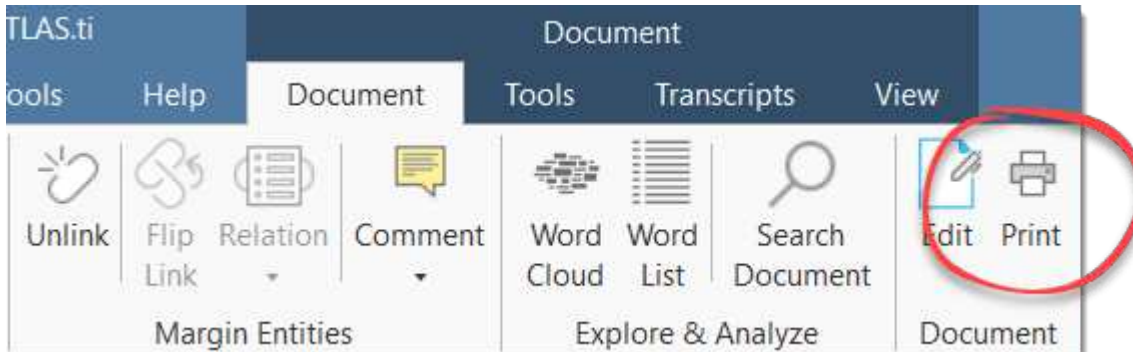 TLAS.ti Document
ools Help Document Tools Transcripts View
Unlink Flip Link Relation Comment Word Cloud Word List Search Document Edit Print
Margin Entities Explore & Analyze Document